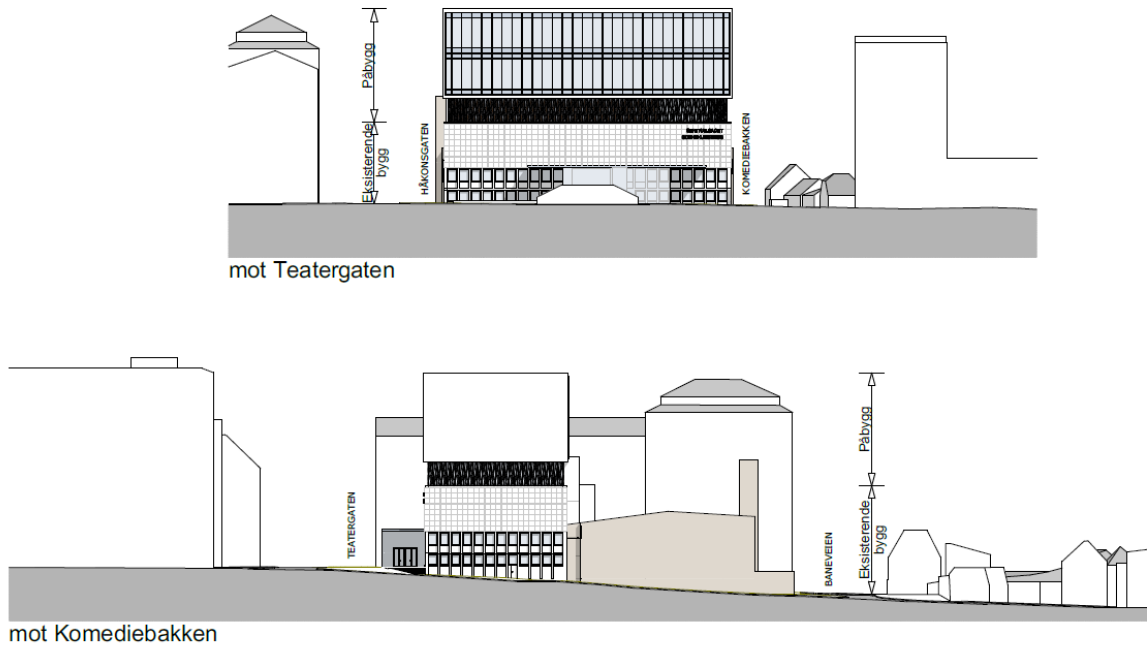 Påbygg
Eksisterende
bygg
HÅKONSGATEN
KOMEDIEBAKKEN
mot Teatergaten
TEATERGATEN
BANEVEIEN
Påbygg
Eksisterende
bygg
mot Komediebakken